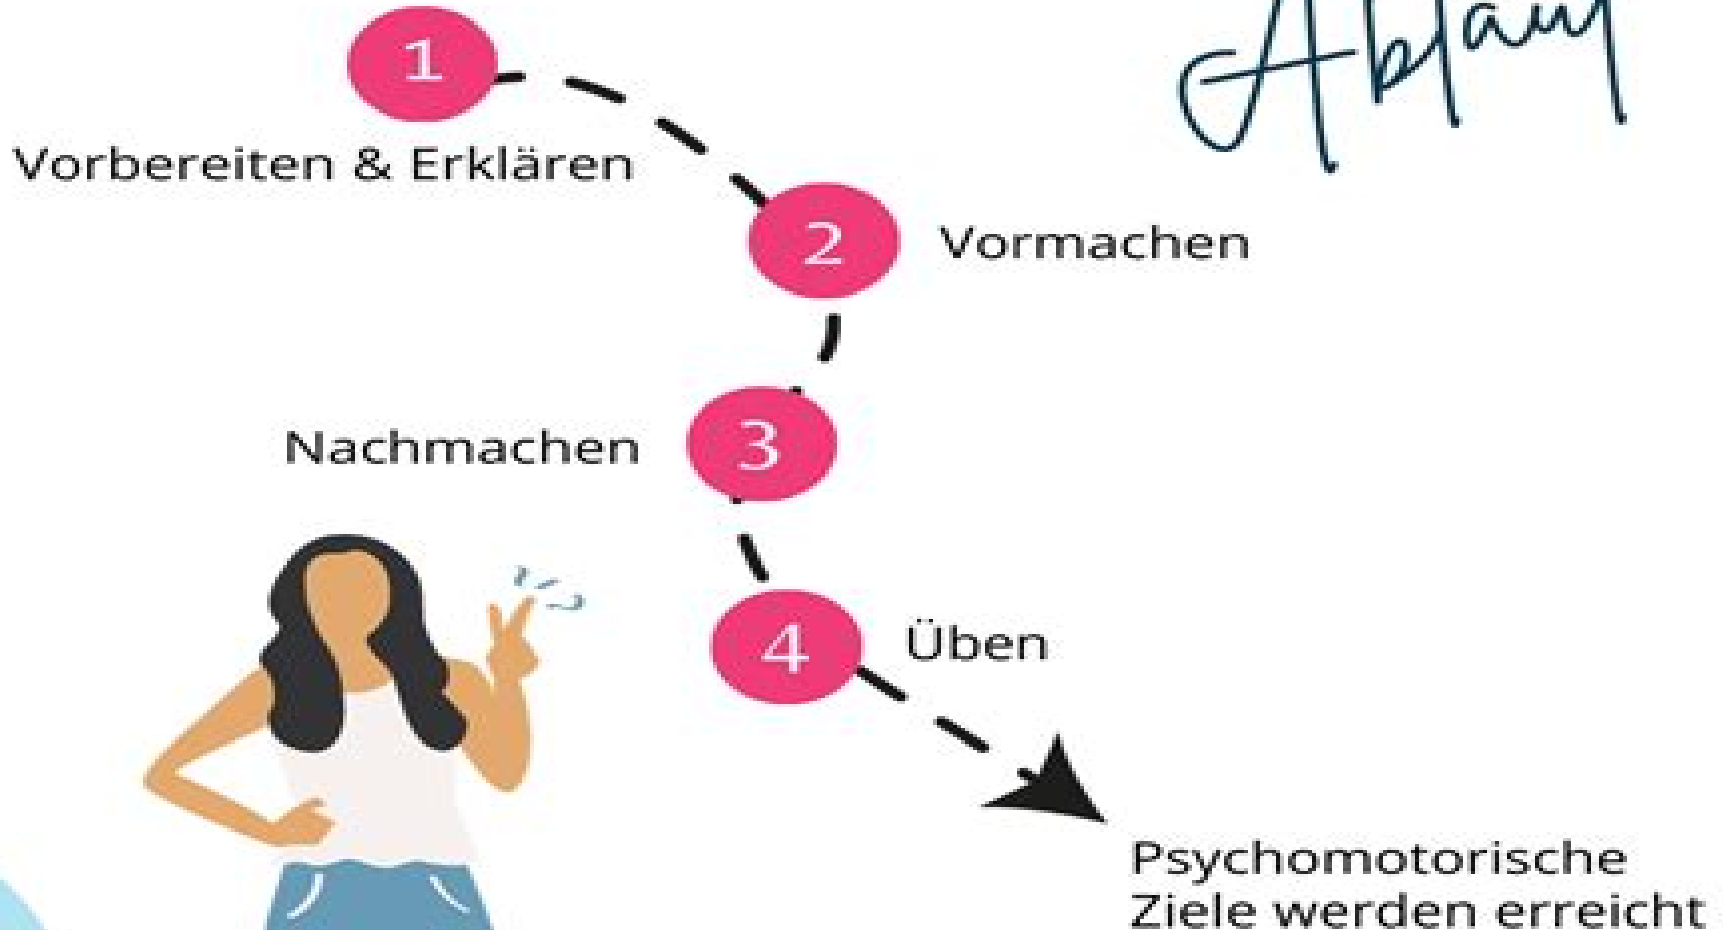 Ablauf
1
Vorbereiten & Erklären
2
Vormachen
Nachmachen
3
4
Üben
Psychomotorische
Ziele werden erreicht